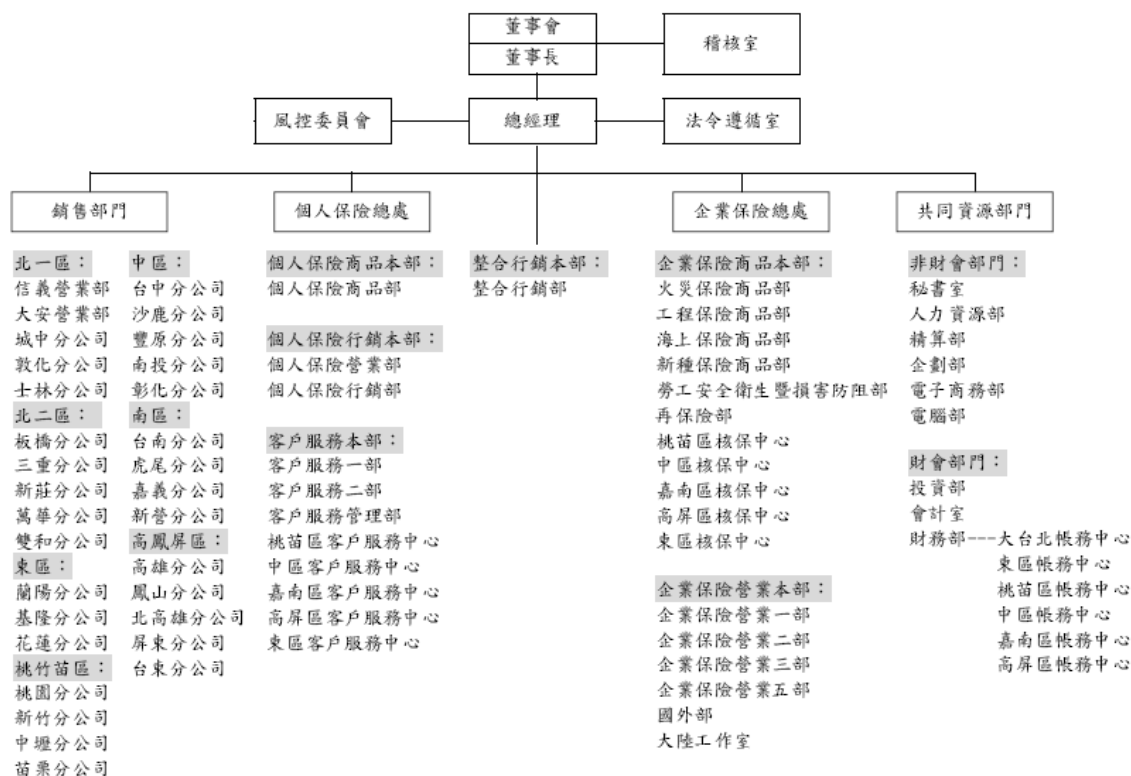 董事會
董事長
稽核室
風控委員會
總經理
法令遵循室
銷售部門
個人保險總處
企業保險總處
共同資源部門
北一區：
信義營業部
大安營業部
城中分公司
敦化分公司
士林分公司
北二區：
板橋分公司
三重分公司
新莊分公司
萬華分公司
雙和分公司
東區：
蘭陽分公司
基隆分公司
花蓮分公司
桃竹苗區：
桃園分公司
新竹分公司
中壢分公司
苗栗分公司
中區：
台中分公司
沙鹿分公司
豐原分公司
南投分公司
彰化分公司
南區：
台南分公司
虎尾分公司
嘉義分公司
新營分公司
高鳳屏區：
高雄分公司
鳳山分公司
北高雄分公司
屏東分公司
台東分公司
個人保險商品本部：
個人保險商品部
個人保險行銷本部：
個人保險營業部
個人保險行銷部
客戶服務本部：
客戶服務一部
客戶服務二部
客戶服務管理部
桃苗區客戶服務中心
中區客戶服務中心
嘉南區客戶服務中心
高屏區客戶服務中心
東區客戶服務中心
整合行銷本部：
整合行銷部
企業保險商品本部：
火災保險商品部
工程保險商品部
海上保險商品部
新種保險商品部
勞工安全衛生暨損害防阻部
再保險部
桃苗區核保中心
中區核保中心
嘉南區核保中心
高屏區核保中心
東區核保中心
企業保險營業本部：
企業保險營業一部
企業保險營業二部
企業保險營業三部
企業保險營業五部
國外部
大陸工作室
非財會部門：
秘書室
人力資源部
精算部
企劃部
電子商務部
電腦部
財會部門：
投資部
會計室
財務部---大台北帳務中心
東區帳務中心
桃苗區帳務中心
中區帳務中心
嘉南區帳務中心
高屏區帳務中心